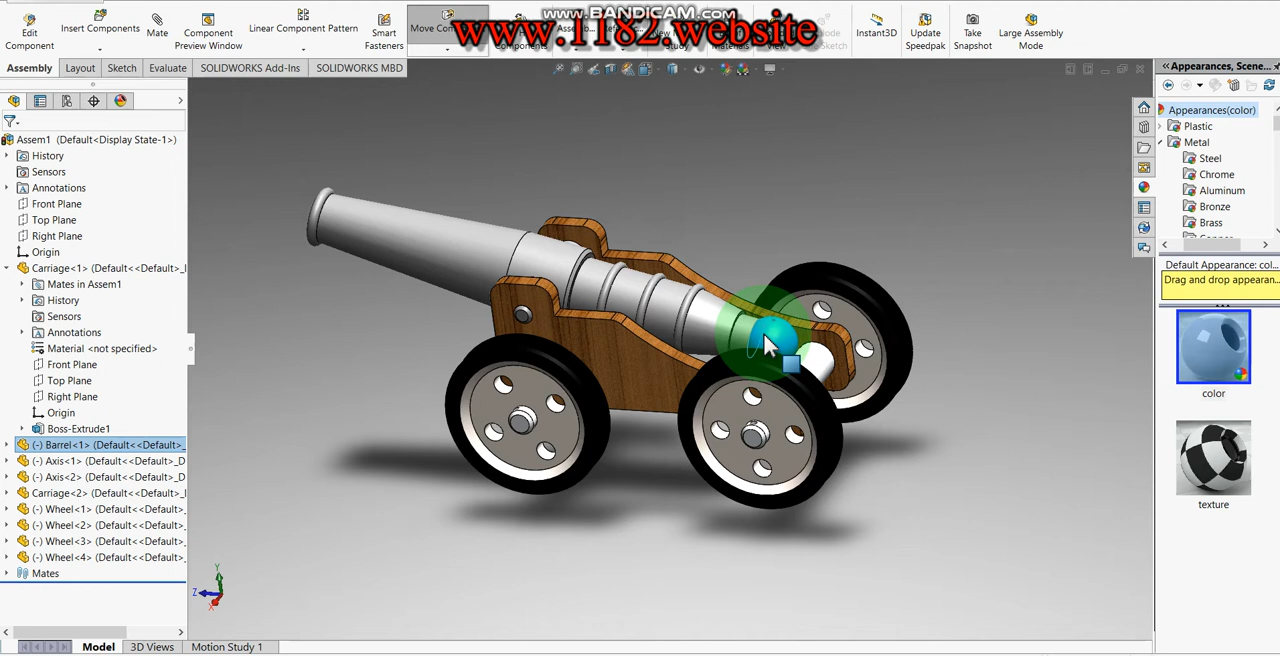 www.BANDICAM.com
www.1182.website
Edit Component
Insert Components
Mate
Component Preview Window
Linear Component Pattern
Smart Fasteners
Move
Take Snapshot
Large Assembly Mode
Instant3D
Update Speedpak
Assembly
Layout
Sketch
Evaluate
SOLIDWORKS Add-Ins
SOLIDWORKS MBD
Assem1 (Default<Display State-1>)
History
Sensors
Annotations
Front Plane
Top Plane
Right Plane
Origin
Carriage<1> (Default<<Default>_
Mates in Assem1
History
Sensors
Annotations
Material <not specified>
Front Plane
Top Plane
Right Plane
Origin
Boss-Extrude1
(-) Barrel<1> (Default<<Default>_
(-) Axis<1> (Default<<Default>_D
(-) Axis<2> (Default<<Default>_D
Carriage<2> (Default<<Default>_
(-) Wheel<1> (Default<<Default>_
(-) Wheel<2> (Default<<Default>_
(-) Wheel<3> (Default<<Default>_
(-) Wheel<4> (Default<<Default>_
Mates
Y
Z
X
Model
3D Views
Motion Study 1
Appearances, Scene...
Appearances(color)
Plastic
Metal
Steel
Chrome
Aluminum
Bronze
Brass
Default Appearance: col...
Drag and drop appearan...
color
texture